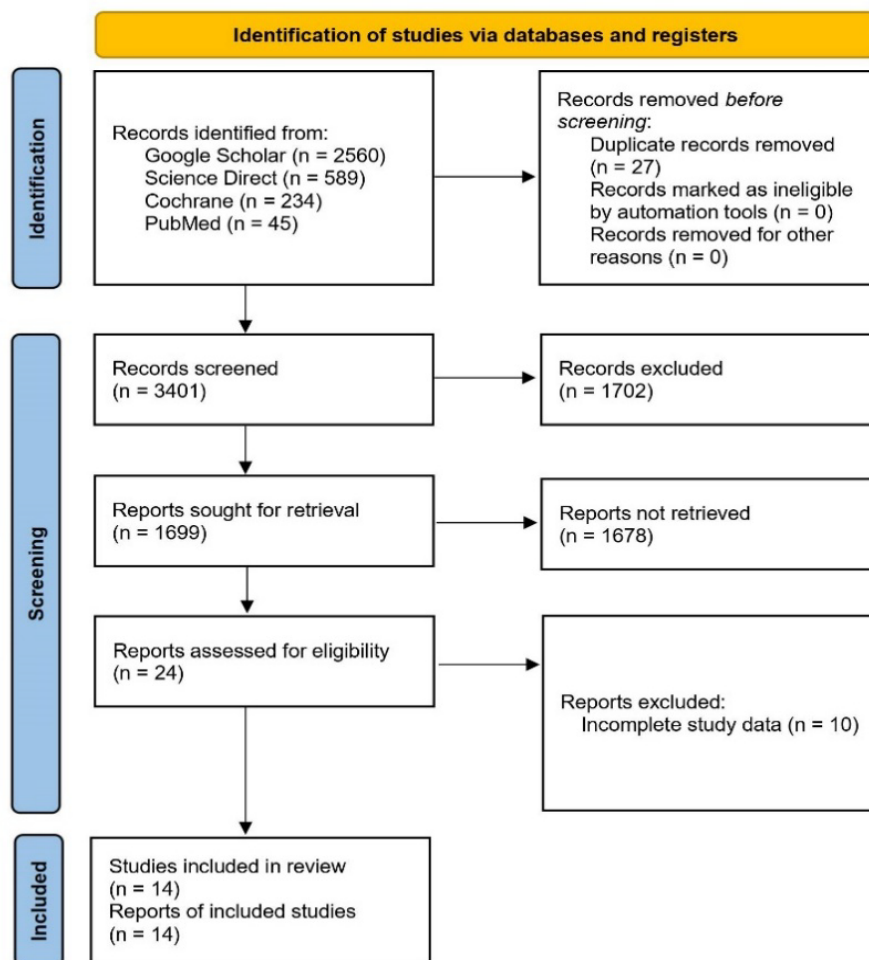 Identification of studies via databases and registers
Identification
Records identified from:
Google Scholar (n = 2560)
Science Direct (n = 589)
Cochrane (n = 234)
PubMed (n = 45)
Records removed before
screening:
Duplicate records removed
(n = 27)
Records marked as ineligible
by automation tools (n = 0)
Records removed for other
reasons (n = 0)
Screening
Records screened
(n = 3401)
Records excluded
(n = 1702)
Reports sought for retrieval
(n = 1699)
Reports not retrieved
(n = 1678)
Reports assessed for eligibility
(n = 24)
Reports excluded:
Incomplete study data (n = 10)
Included
Studies included in review
(n = 14)
Reports of included studies
(n = 14)